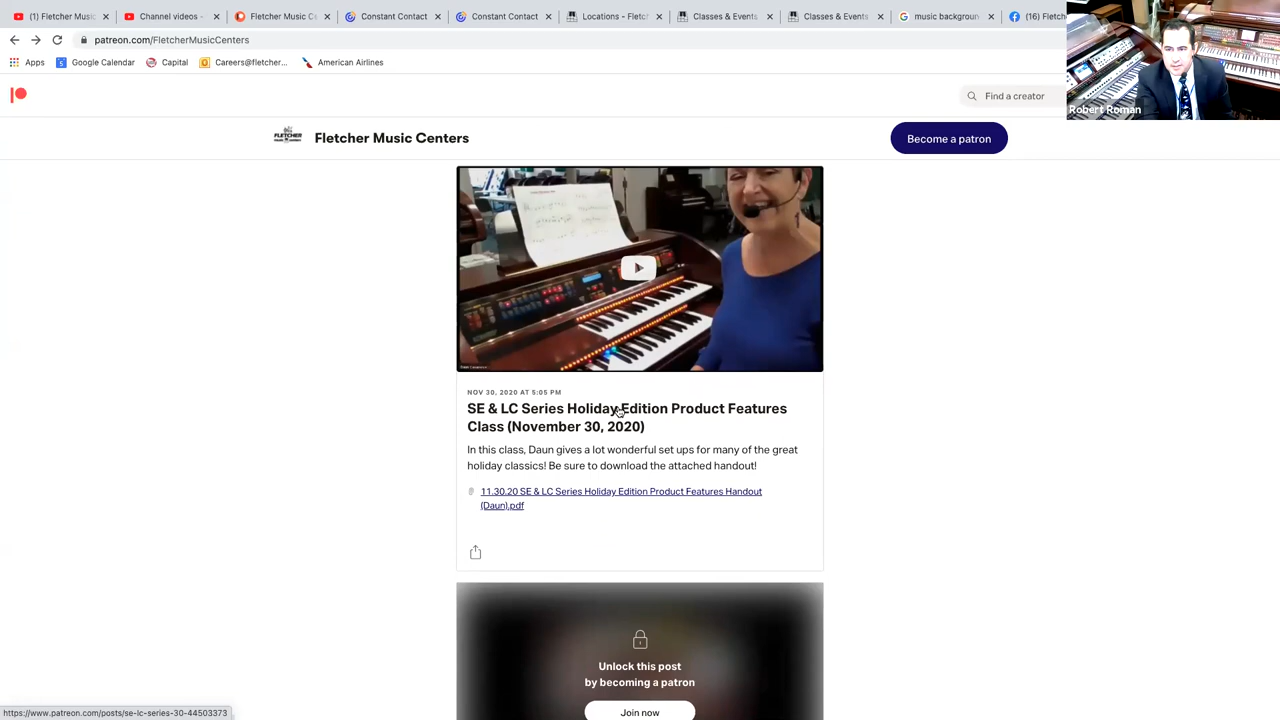 (1) Fletcher Music
Channel videos -
Fletcher Music C
Constant Contact
Constant Contact
Locations – Fletc
Classes & Events
Classes & Events
music backgroun
(16) Fletch
patreon.com/FletcherMusicCenters
Apps
Google Calendar
Capital
Careers@fletcher...
American Airlines
Find a creator
Robert Roman
FLETCHER
Fletcher Music Centers
Become a patron
NOV 30, 2020 AT 5:05 PM
SE & LC Series Holiday Edition Product Features
Class (November 30, 2020)
In this class, Daun gives a lot wonderful set ups for many of the great
holiday classics! Be sure to download the attached handout!
11.30.20 SE & LC Series Holiday Edition Product Features Handout
(Daun).pdf
Unlock this post
by becoming a patron
Join now
https://www.patreon.com/posts/se-lc-series-30-44503373